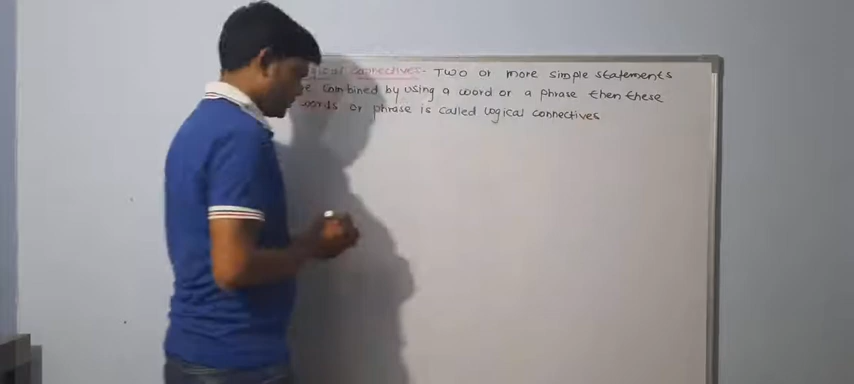 gical connectives- Two or more simple statements
e combined by using a word or a phrase then these
words or phrase is called logical connectives